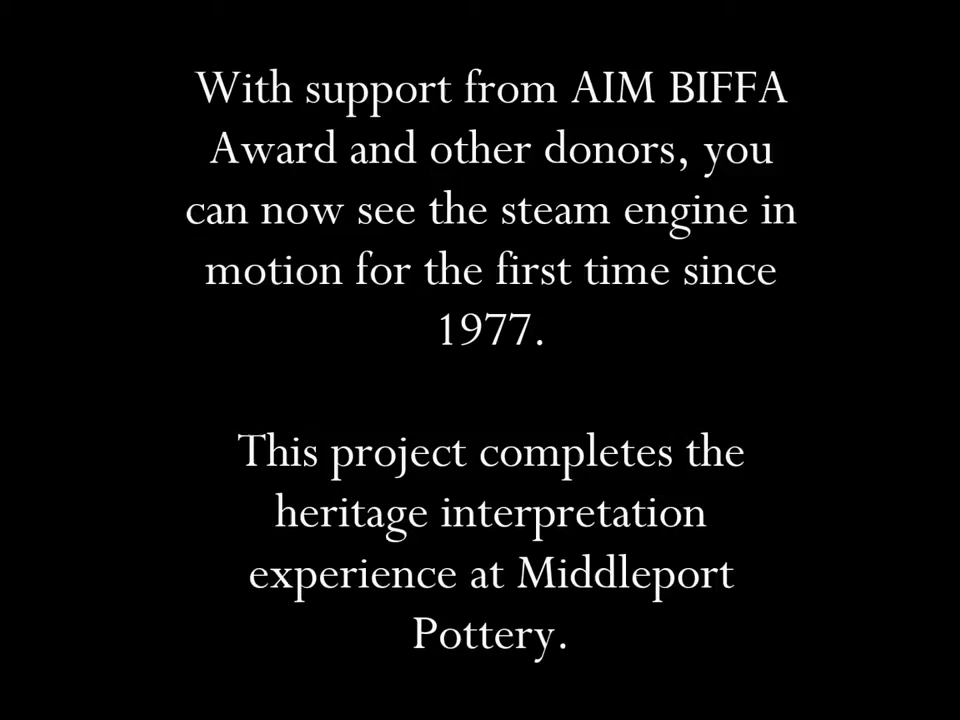 With support from AIM BIFFA
Award and other donors, you
can now see the steam engine in
motion for the first time since
1977.
This project completes the
heritage interpretation
experience at Middleport
Pottery.